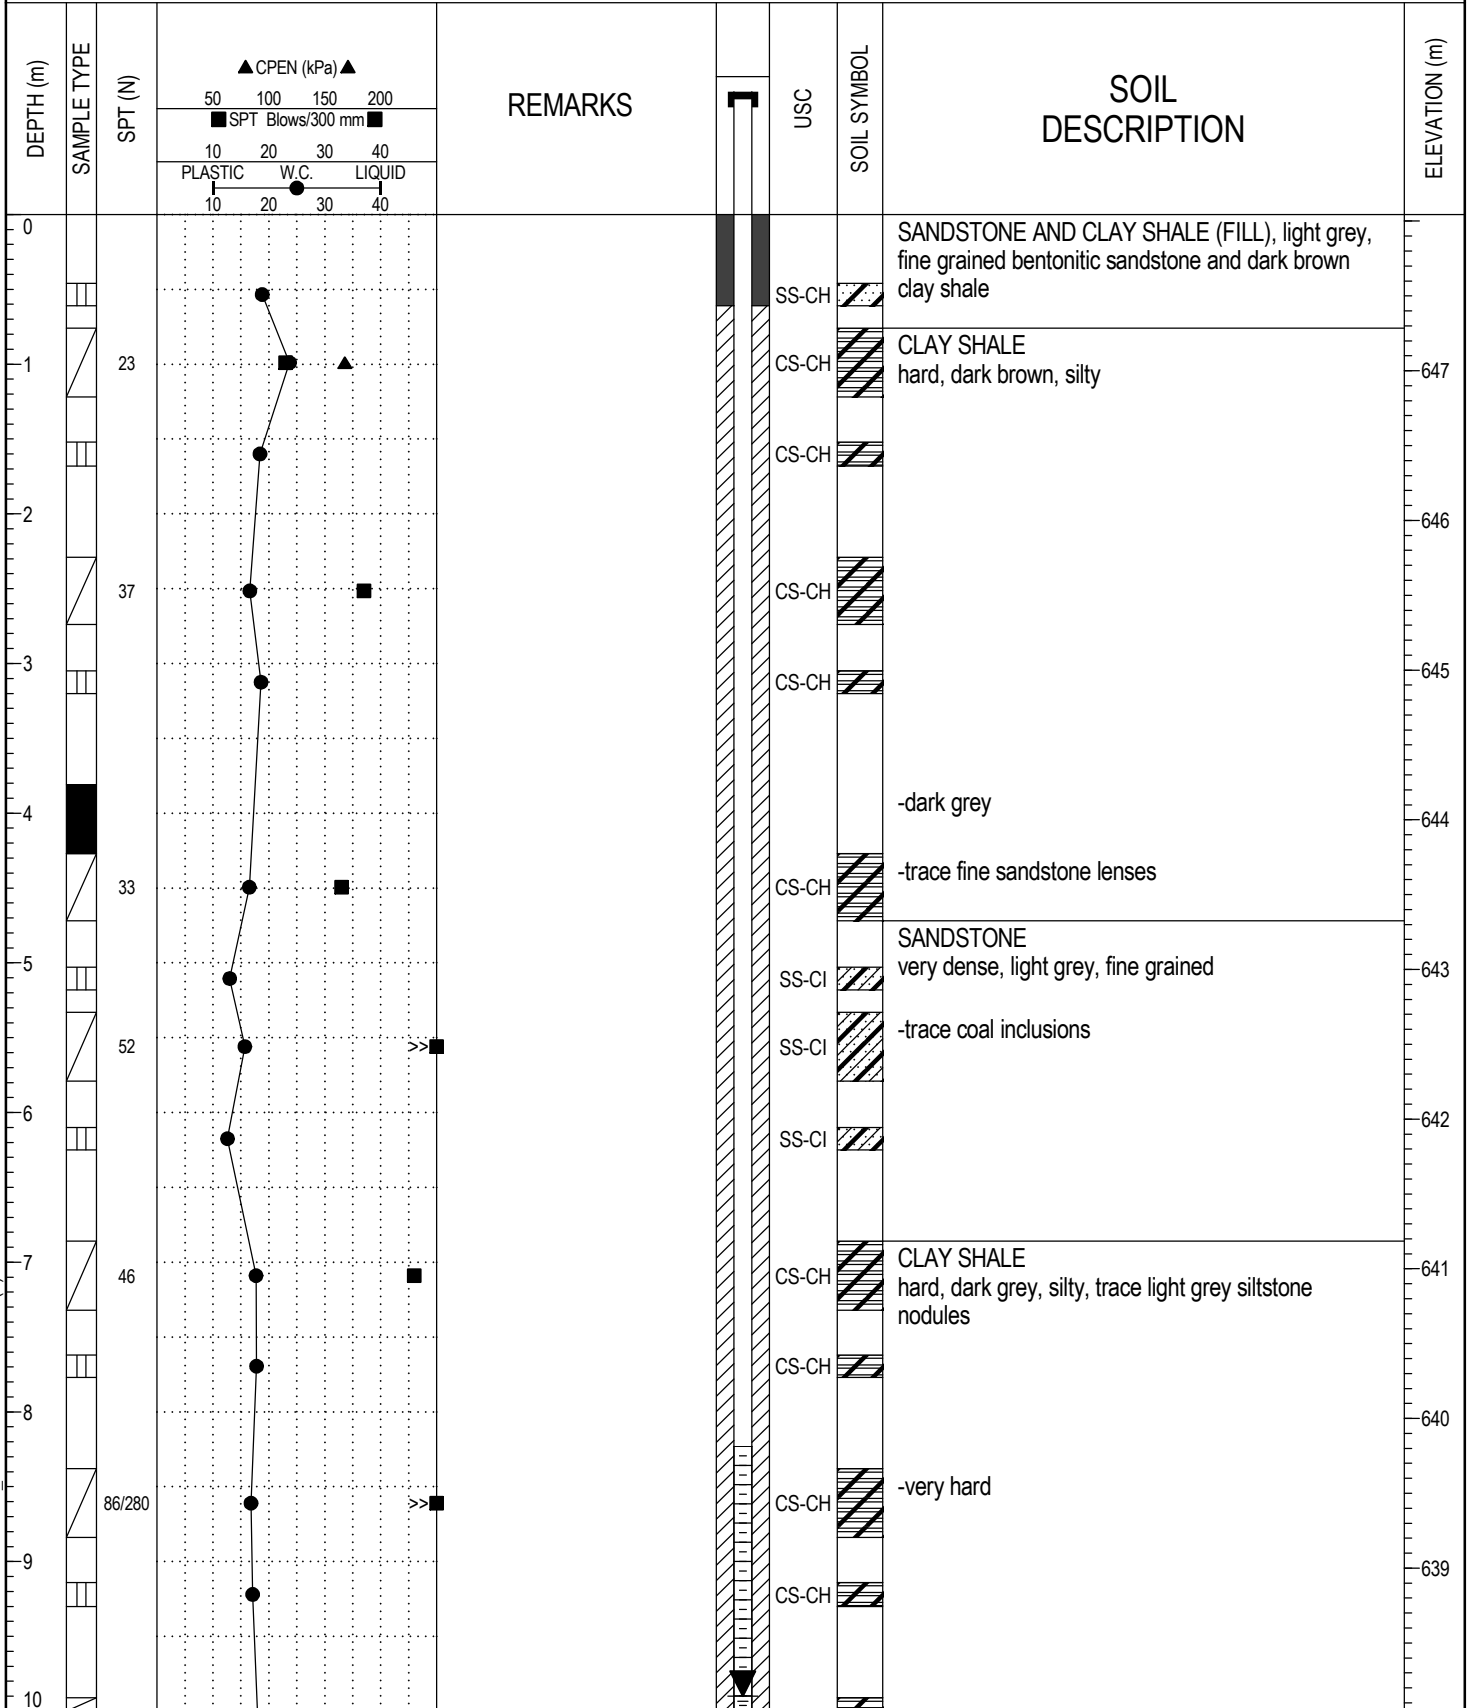 DEPTH (m)
SAMPLE TYPE
SPT (N)
▲ CPEN (kPa) ▲
50 100 150 200
■ SPT Blows/300 mm ■
10 20 30 40
PLASTIC W.C. LIQUID
10 20 30 40
REMARKS
USC
SOIL SYMBOL
SOIL
DESCRIPTION
ELEVATION (m)
0
SANDSTONE AND CLAY SHALE (FILL), light grey,
fine grained bentonitic sandstone and dark brown
clay shale
SS-CH
CLAY SHALE
1 23 CS-CH
hard, dark brown, silty
647
CS-CH
2
646
37 CS-CH
3
645
CS-CH
-dark grey
4
644
-trace fine sandstone lenses
33 CS-CH
SANDSTONE
very dense, light grey, fine grained
5
643
SS-CI
-trace coal inclusions
52 >> SS-CI
6
642
SS-CI
CLAY SHALE
7
641
46 CS-CH
hard, dark grey, silty, trace light grey siltstone
nodules
CS-CH
8
640
-very hard
86/280 >> CS-CH
9
639
CS-CH
10